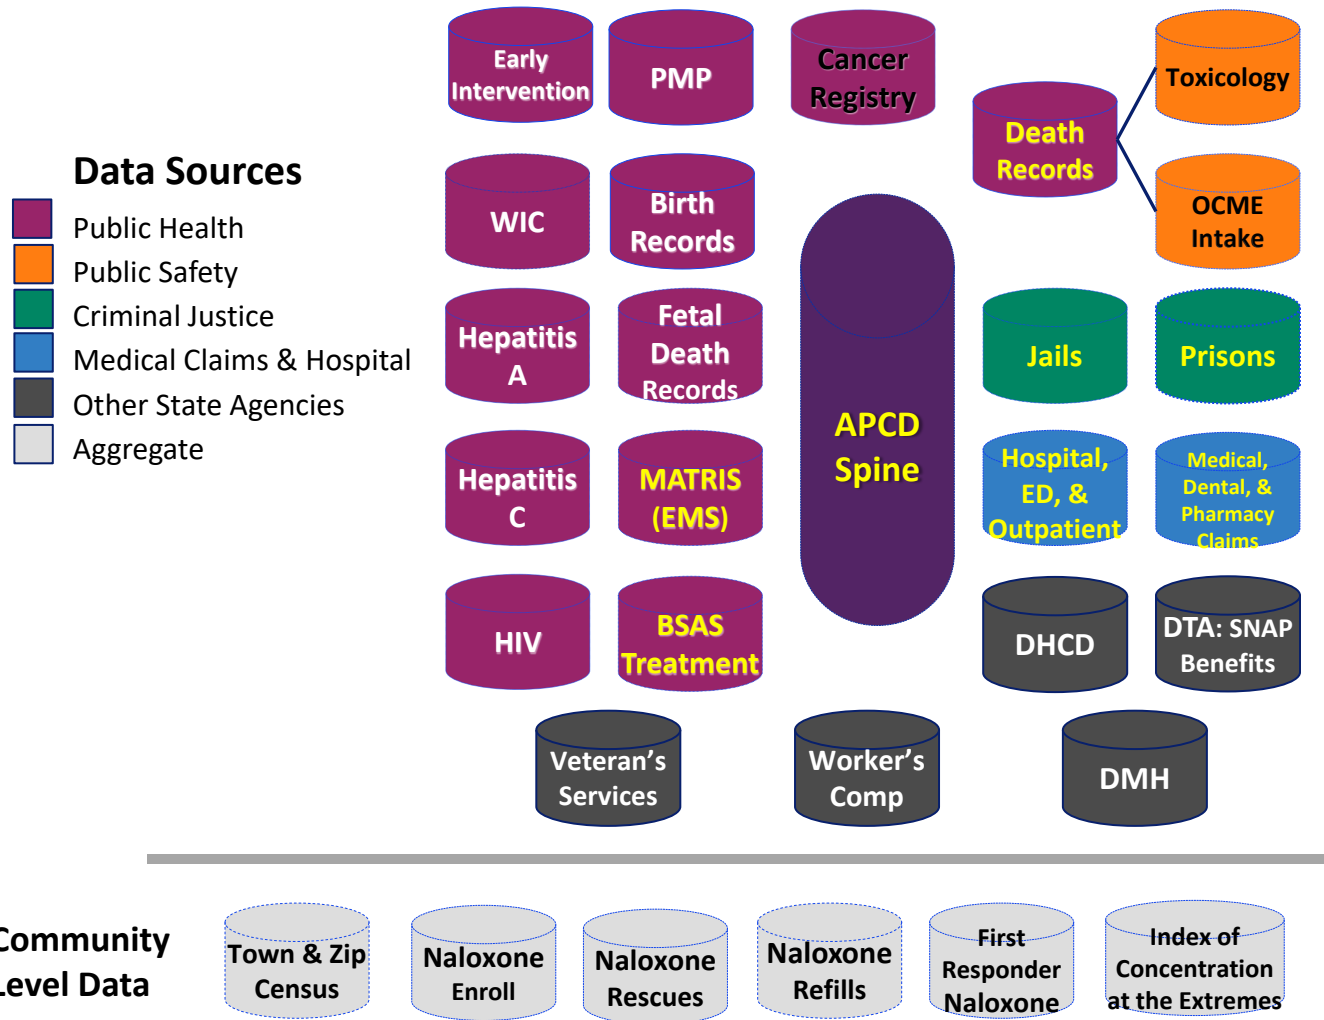 Data Sources
Public Health
Public Safety
Criminal Justice
Medical Claims & Hospital
Other State Agencies
Aggregate
Early
Intervention
PMP
Cancer
Registry
Death
Records
Toxicology
OCME
Intake
WIC
Birth
Records
Hepatitis
A
Fetal
Death
Records
APCD
Spine
Jails
Prisons
Hepatitis
C
MATRIS
(EMS)
Hospital,
ED, &
Outpatient
Medical,
Dental, &
Pharmacy
Claims
HIV
BSAS
Treatment
DHCD
DTA: SNAP
Benefits
Veteran's
Services
Worker's
Comp
DMH
Community
Level Data
Town & Zip
Census
Naloxone
Enroll
Naloxone
Rescues
Naloxone
Refills
First
Responder
Naloxone
Index of
Concentration
at the Extremes